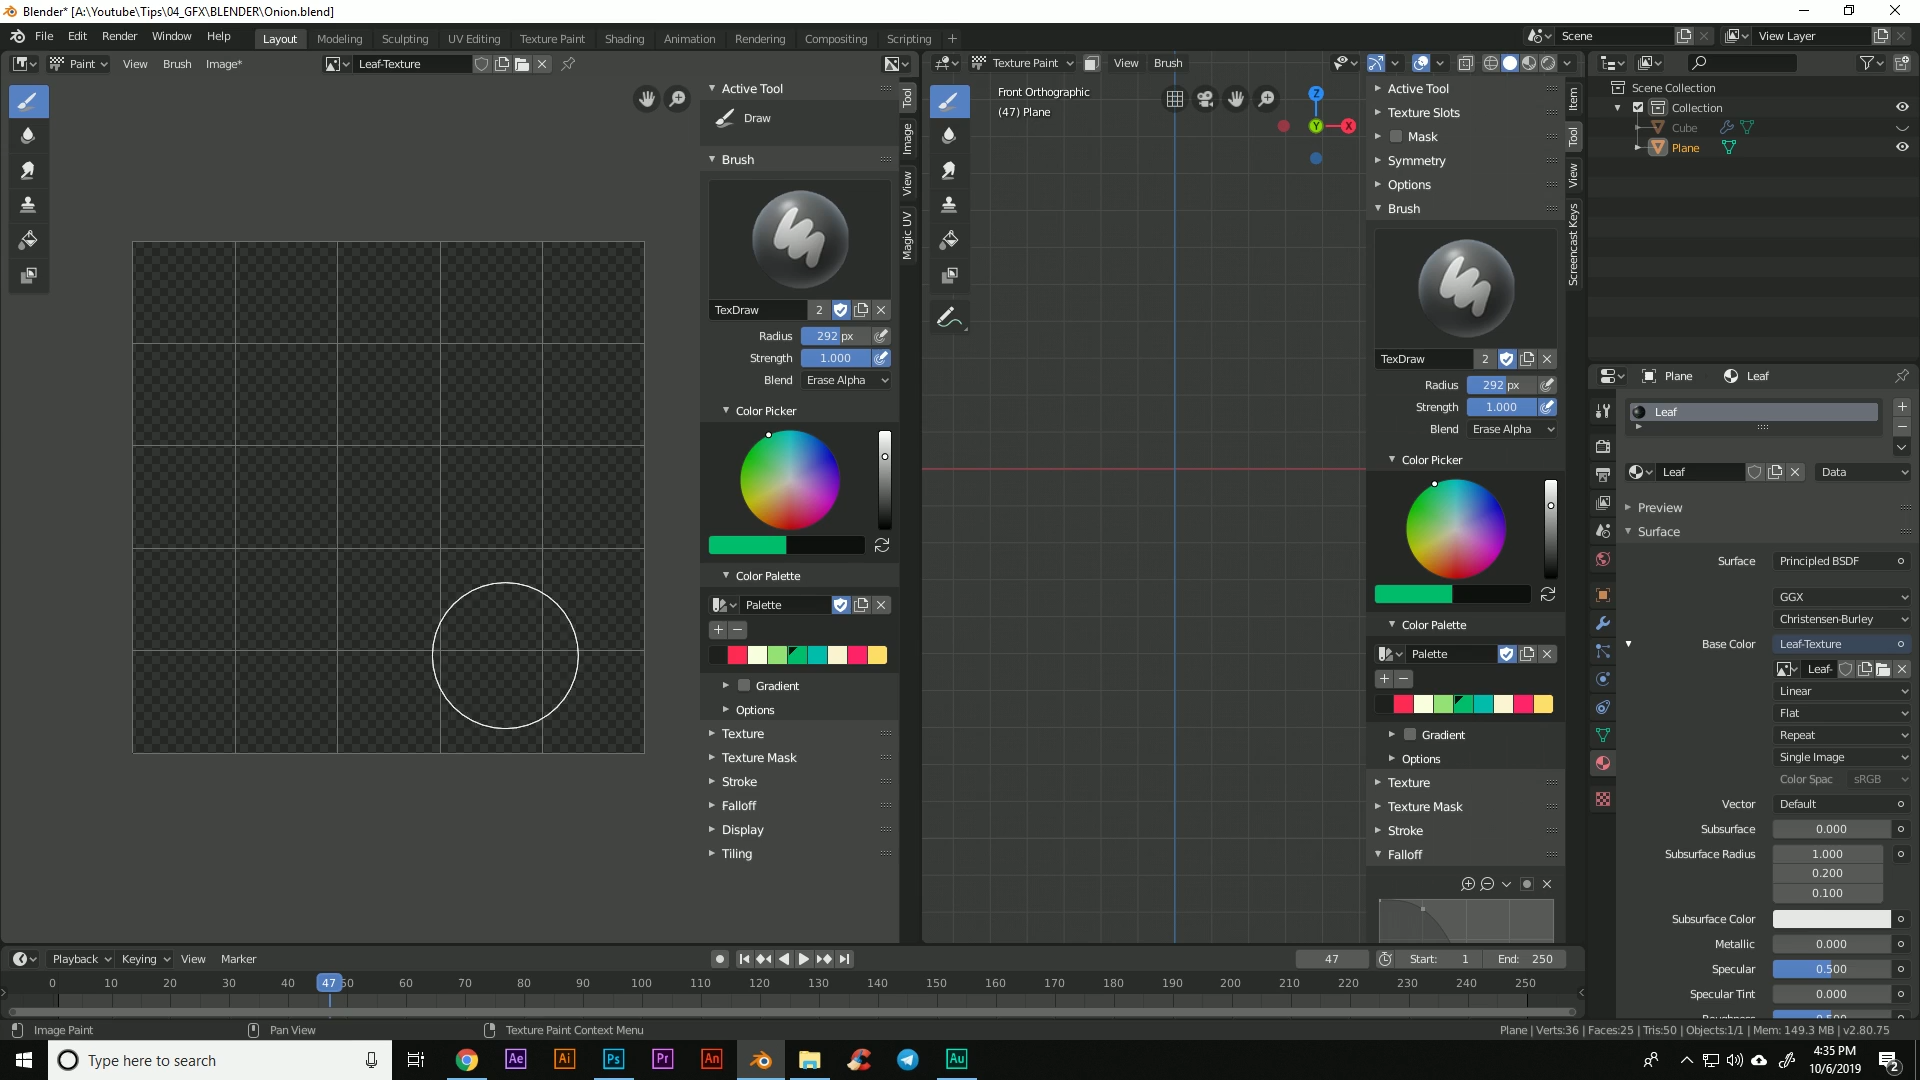 Blender* [A:\Youtube\Tips\04_GFX\BLENDER\Onion.blend]
File Edit Render Window Help Layout Modeling Sculpting UV Editing Texture Paint Shading Animation Rendering Compositing Scripting + Scene View Layer
Paint View Brush Image* Leaf-Texture
Texture Paint View Brush
Active Tool
Draw
Brush
TexDraw 2
Radius 292 px
Strength 1.000
Blend Erase Alpha
Color Picker
Color Palette
Palette
Gradient
Options
Texture
Texture Mask
Stroke
Falloff
Display
Tiling
Tool
Image
View
Magic UV
Front Orthographic
(47) Plane
Z
Y
X
Active Tool
Texture Slots
Mask
Symmetry
Options
Brush
TexDraw 2
Radius 292 px
Strength 1.000
Blend Erase Alpha
Color Picker
Color Palette
Palette
Gradient
Options
Texture
Texture Mask
Stroke
Falloff
Item
Tool
View
Screencast Keys
Scene Collection
Collection
Cube
Plane
Plane Leaf
Leaf
Leaf Data
Preview
Surface
Surface Principled BSDF
GGX
Christensen-Burley
Base Color Leaf-Texture
Leaf-
Linear
Flat
Repeat
Single Image
Color Spac sRGB
Vector Default
Subsurface 0.000
Subsurface Radius 1.000
0.200
0.100
Subsurface Color
Metallic 0.000
Specular 0.500
Specular Tint 0.000
Roughness 0.500
Playback Keying View Marker 47 Start: 1 End: 250
0 10 20 30 40 47 50 60 70 80 90 100 110 120 130 140 150 160 170 180 190 200 210 220 230 240 250
Image Paint Pan View Texture Paint Context Menu Plane | Verts:36 | Faces:25 | Tris:50 | Objects:1/1 | Mem: 149.3 MB | v2.80.75
Type here to search Ae Ai Ps Pr An Au 4:35 PM
10/6/2019 2